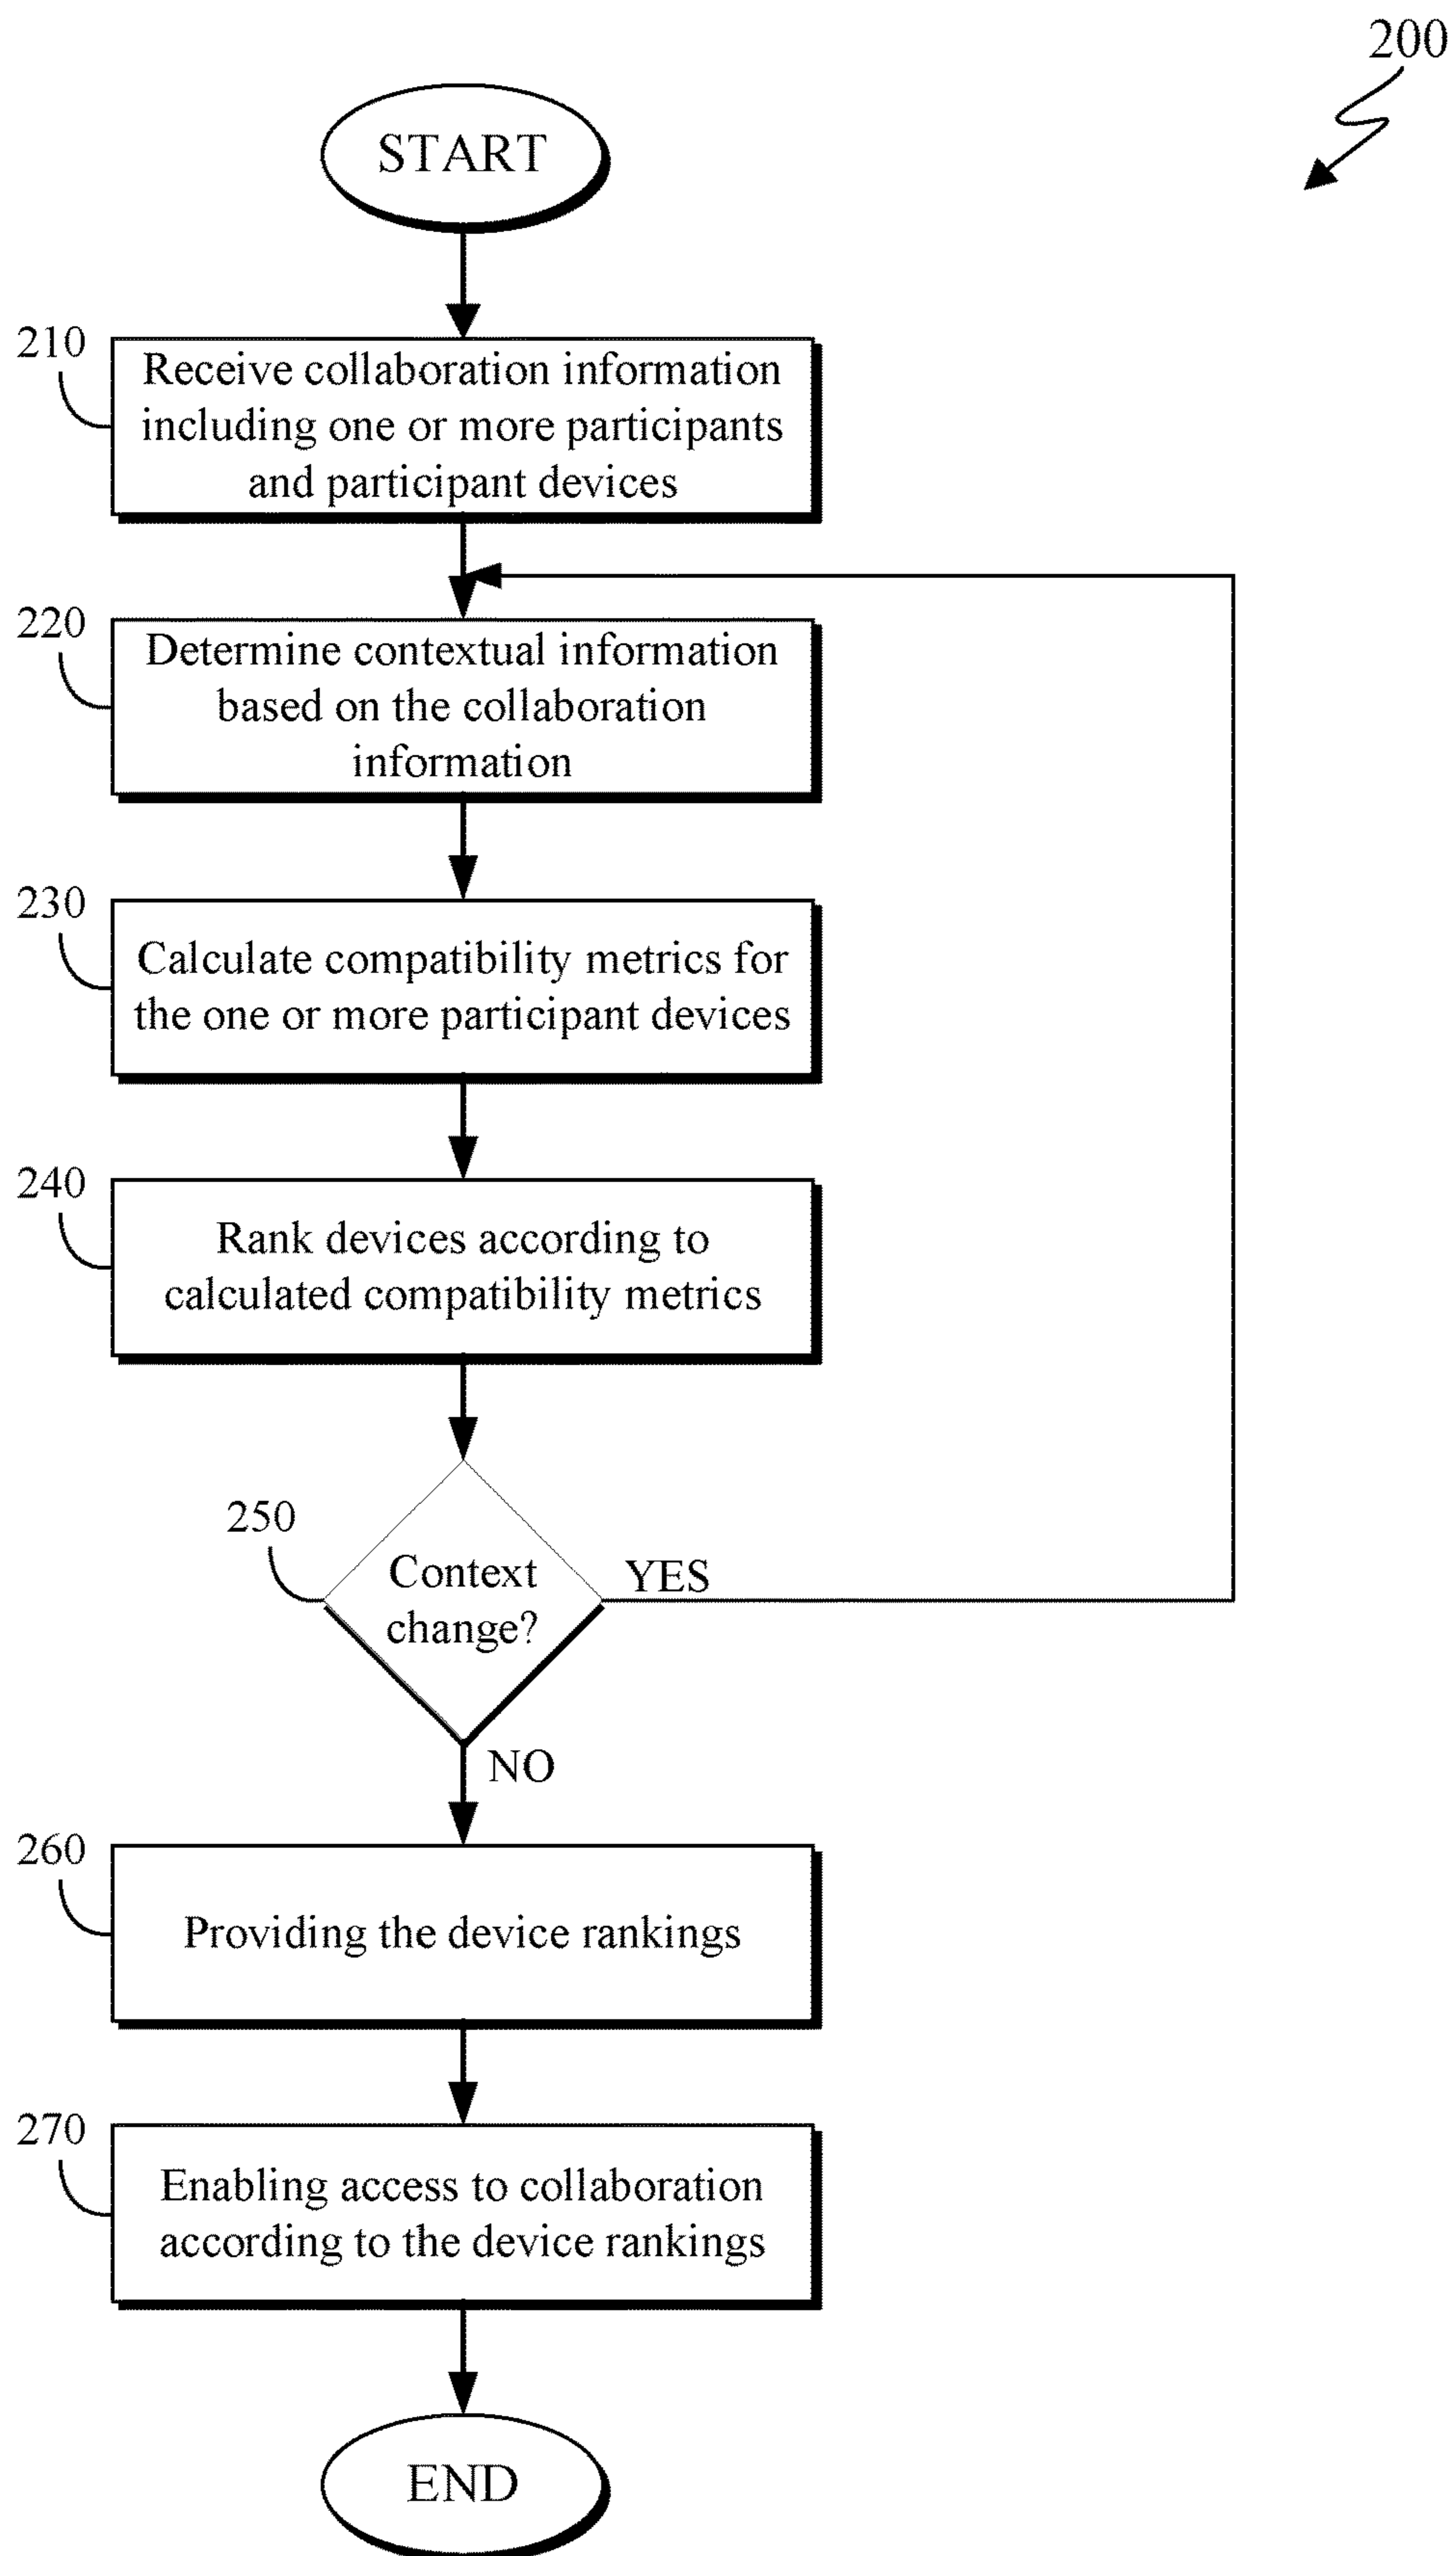 200
START
210
Receive collaboration information
including one or more participants
and participant devices
220
Determine contextual information
based on the collaboration
information
230
Calculate compatibility metrics for
the one or more participant devices
240
Rank devices according to
calculated compatibility metrics
250
Context
change?
YES
NO
260
Providing the device rankings
270
Enabling access to collaboration
according to the device rankings
END